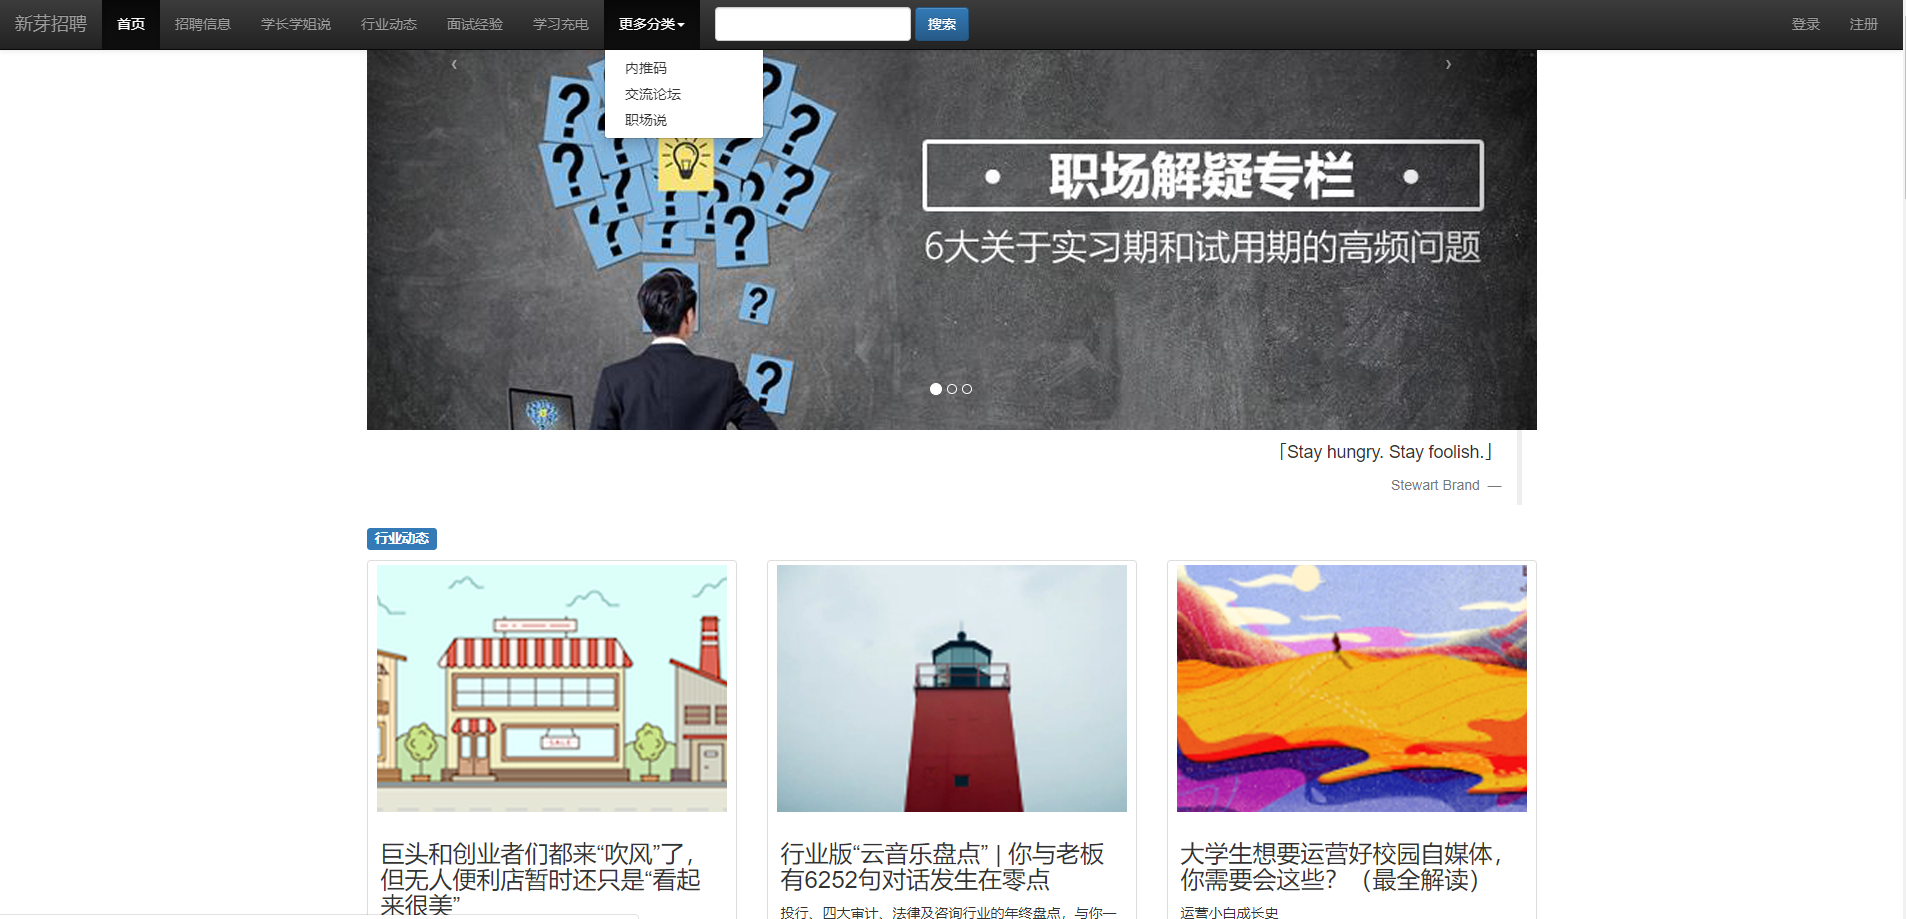 新芽招聘 首页 招聘信息 学长学姐说 行业动态 面试经验 学习充电 更多分类 搜索 登录 注册
内推码
交流论坛
职场说
职场解疑专栏
6大关于实习期和试用期的高频问题
「Stay hungry. Stay foolish.」
Stewart Brand —
行业动态
SALE
巨头和创业者们都来“吹风”了，
但无人便利店暂时还只是“看起
来很美”
行业版“云音乐盘点” | 你与老板
有6252句对话发生在零点
投行、四大审计、法律及咨询行业的年终盘点，与你一
大学生想要运营好校园自媒体，
你需要会这些？（最全解读）
运营小白成长史